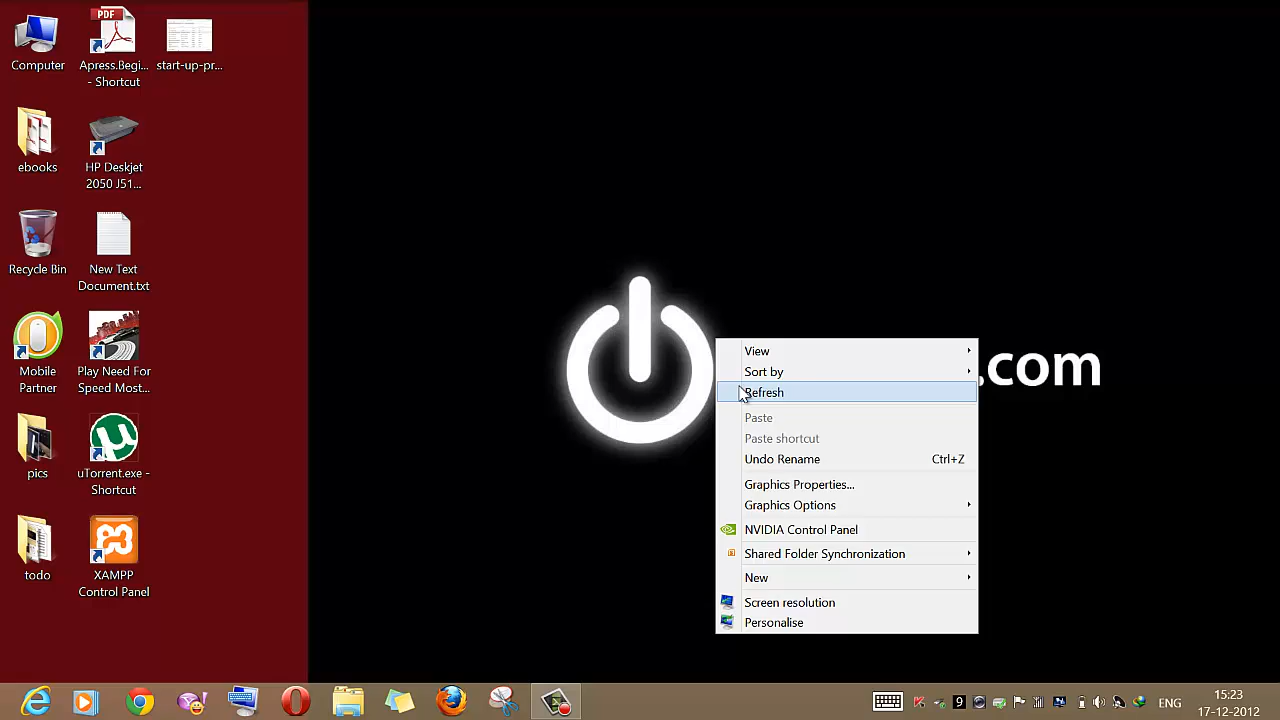 Computer
Apress.Begi...
- Shortcut
start-up-pr...
ebooks
HP Deskjet
2050 J51...
Recycle Bin
New Text
Document.txt
Mobile
Partner
Play Need For
Speed Most...
pics
uTorrent.exe -
Shortcut
todo
XAMPP
Control Panel
PDF
.com
View
Sort by
Refresh
Paste
Paste shortcut
Undo Rename Ctrl+Z
Graphics Properties...
Graphics Options
NVIDIA Control Panel
Shared Folder Synchronization
New
Screen resolution
Personalise
9
ENG
15:23
17-12-2012